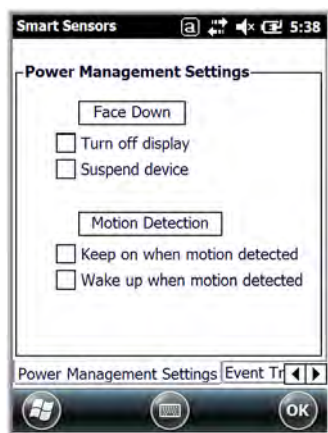 Smart Sensors a 5:38
Power Management Settings
Face Down
Turn off display
Suspend device
Motion Detection
Keep on when motion detected
Wake up when motion detected
Power Management Settings Event Tr
OK